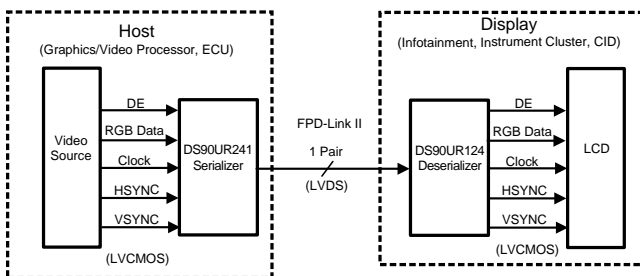 Host
(Graphics/Video Processor, ECU)
Video
Source
DE
RGB Data
Clock
HSYNC
VSYNC
DS90UR241
Serializer
(LVCMOS)
FPD-Link II
1 Pair
(LVDS)
Display
(Infotainment, Instrument Cluster, CID)
DS90UR124
Deserializer
DE
RGB Data
Clock
HSYNC
VSYNC
LCD
(LVCMOS)